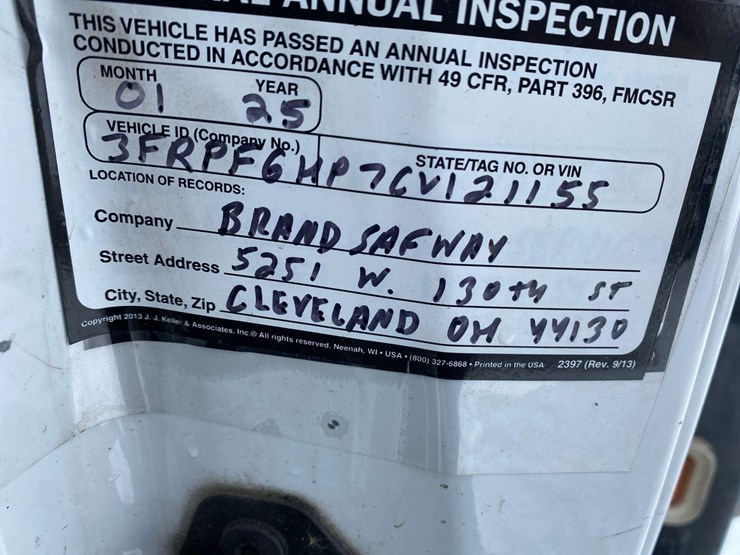 ANNUAL INSPECTION
THIS VEHICLE HAS PASSED AN ANNUAL INSPECTION
CONDUCTED IN ACCORDANCE WITH 49 CFR, PART 396, FMCSR
MONTH YEAR
01 25
VEHICLE ID (Company No.) STATE/TAG NO. OR VIN
3FRPF6HP7CV121155
LOCATION OF RECORDS:
Company BRAND SAFWAY
Street Address 5251 W. 130TH ST
City, State, Zip CLEVELAND OH 44130
Copyright 2013 J. J. Keller & Associates, Inc.® All rights reserved. Neenah, WI • USA • (800) 327-6868 • Printed in the USA 2397 (Rev. 9/13)